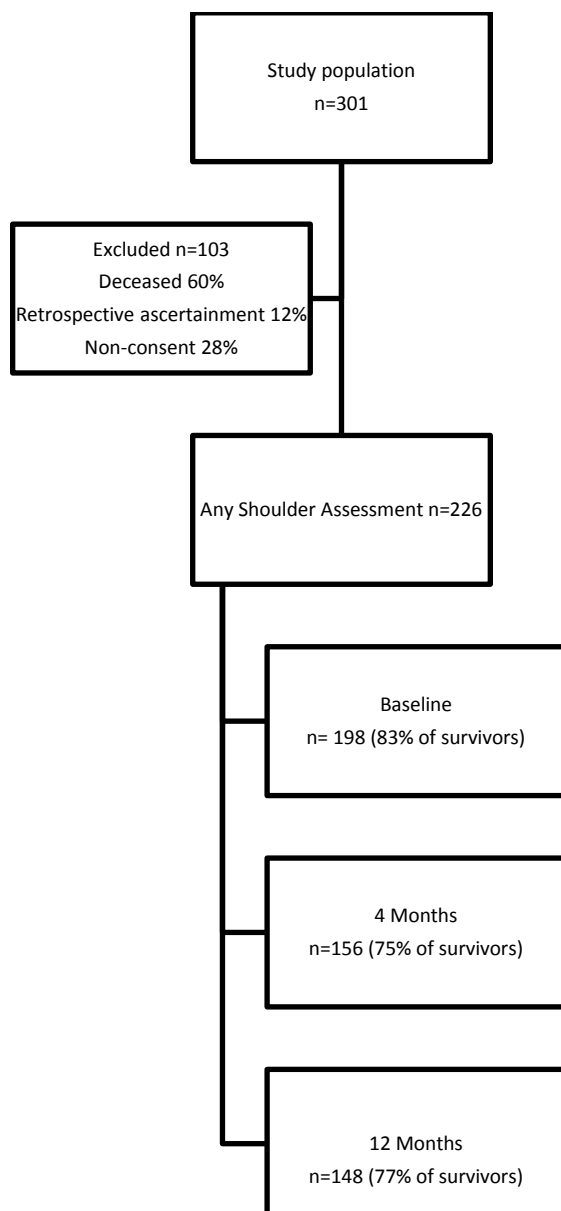 Study population
n=301
Excluded n=103
Deceased 60%
Retrospective ascertainment 12%
Non-consent 28%
Any Shoulder Assessment n=226
Baseline
n= 198 (83% of survivors)
4 Months
n=156 (75% of survivors)
12 Months
n=148 (77% of survivors)